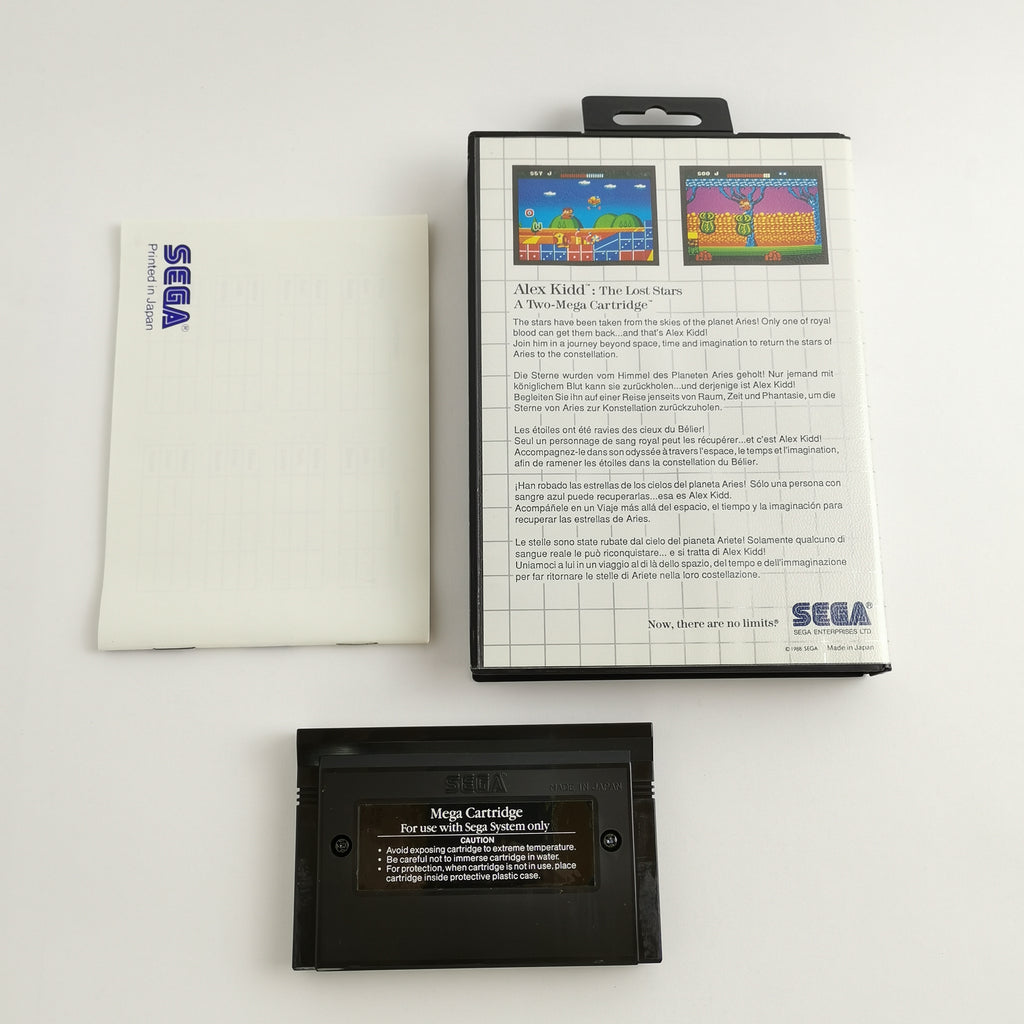 SEGA®
Printed in Japan
Alex Kidd™: The Lost Stars
A Two-Mega Cartridge™
The stars have been taken from the skies of the planet Aries! Only one of royal
blood can get them back...and that's Alex Kidd!
Join him in a journey beyond space, time and imagination to return the stars of
Aries to the constellation.
Die Sterne wurden vom Himmel des Planeten Aries geholt! Nur jemand mit
königlichem Blut kann sie zurückholen...und derjenige ist Alex Kidd!
Begleiten Sie ihn auf einer Reise jenseits von Raum, Zeit und Phantasie, um die
Sterne von Aries zur Konstellation zurückzuholen.
Les étoiles ont été ravies des cieux du Bélier!
Seul un personnage de sang royal peut les récupérer...et c'est Alex Kidd!
Accompagnez-le dans son odyssée à travers l'espace, le temps et l'imagination,
afin de ramener les étoiles dans la constellation du Bélier.
¡Han robado las estrellas de los cielos del planeta Aries! Sólo una persona con
sangre azul puede recuperarlas...esa es Alex Kidd.
Acompáñele en un Viaje más allá del espacio, el tiempo y la imaginación para
recuperar las estrellas de Aries.
Le stelle sono state rubate dal cielo del pianeta Ariete! Solamente qualcuno di
sangue reale le può riconquistare... e si tratta di Alex Kidd!
Uniamoci a lui in un viaggio al di là dello spazio, del tempo e dell'immaginazione
per far ritornare le stelle di Ariete nella loro costellazione.
Now, there are no limits!®
SEGA®
SEGA ENTERPRISES LTD.
©1988 SEGA Made in Japan
SEGA
MADE IN JAPAN
Mega Cartridge
For use with Sega System only
CAUTION
• Avoid exposing cartridge to extreme temperature.
• Be careful not to immerse cartridge in water.
• For protection, when cartridge is not in use, place
cartridge inside protective plastic case.